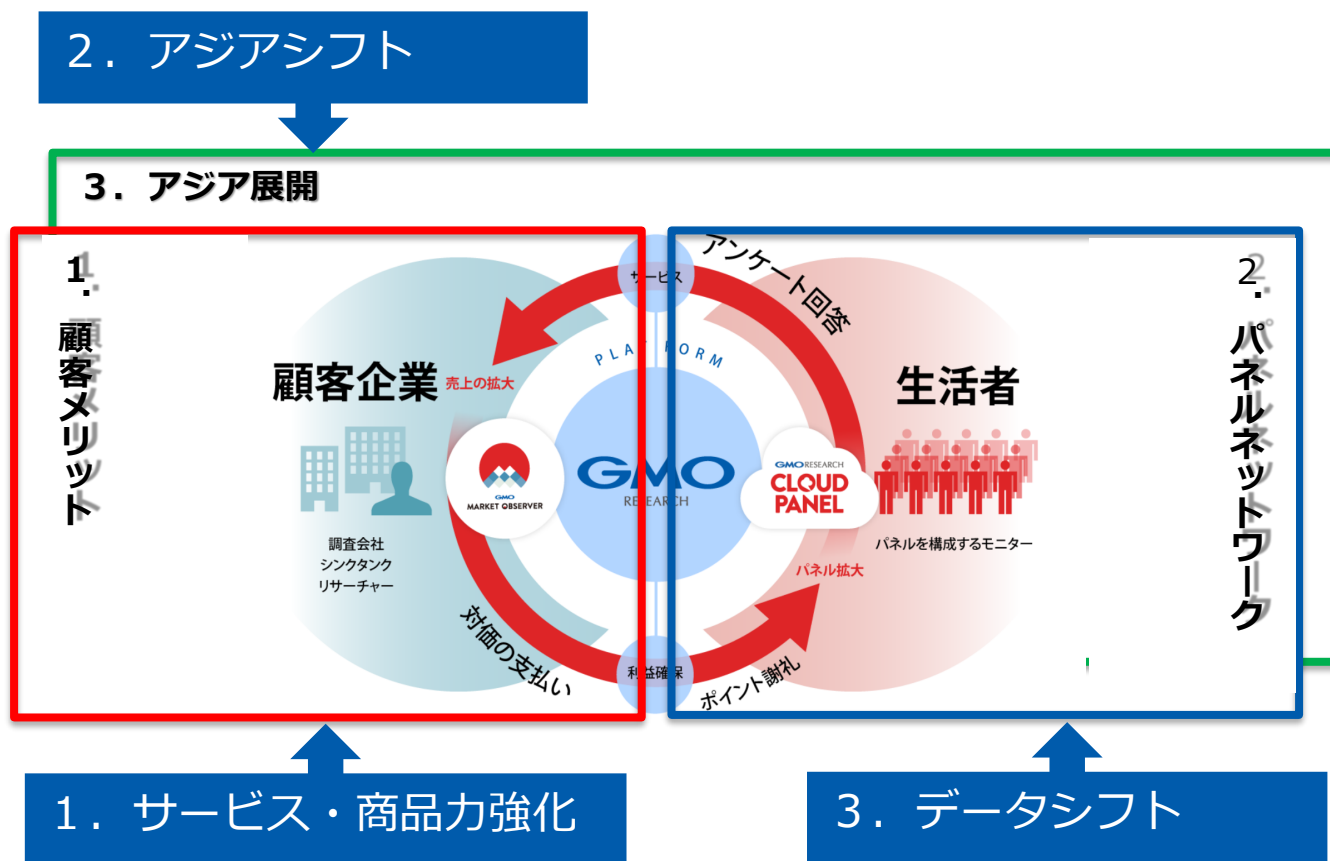 ２．アジアシフト
３．アジア展開
１．顧客メリット
２．パネルネットワーク
サービス
アンケート回答
PLATFORM
顧客企業
売上の拡大
生活者
GMO
MARKET OBSERVER
GMO
RESEARCH
GMORESEARCH
CLOUD
PANEL
調査会社
シンクタンク
リサーチャー
パネルを構成するモニター
パネル拡大
対価の支払い
利益確保
ポイント謝礼
１．サービス・商品力強化
３．データシフト